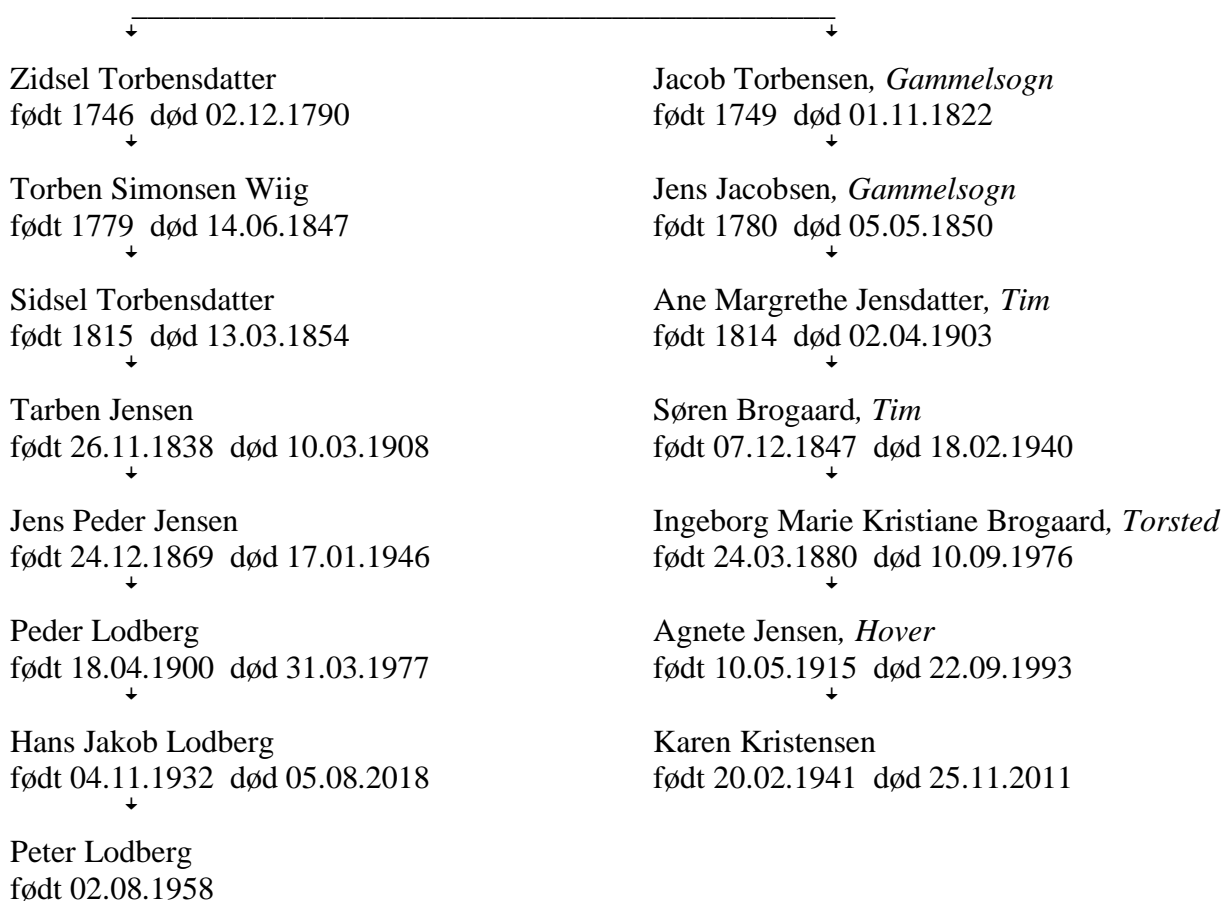 Zidsel Torbensdatter
født 1746 død 02.12.1790
Torben Simonsen Wiig
født 1779 død 14.06.1847
Sidsel Torbensdatter
født 1815 død 13.03.1854
Tarben Jensen
født 26.11.1838 død 10.03.1908
Jens Peder Jensen
født 24.12.1869 død 17.01.1946
Peder Lodberg
født 18.04.1900 død 31.03.1977
Hans Jakob Lodberg
født 04.11.1932 død 05.08.2018
Peter Lodberg
født 02.08.1958
Jacob Torbensen, Gammelsogn
født 1749 død 01.11.1822
Jens Jacobsen, Gammelsogn
født 1780 død 05.05.1850
Ane Margrethe Jensdatter, Tim
født 1814 død 02.04.1903
Søren Brogaard, Tim
født 07.12.1847 død 18.02.1940
Ingeborg Marie Kristiane Brogaard, Torsted
født 24.03.1880 død 10.09.1976
Agnete Jensen, Hover
født 10.05.1915 død 22.09.1993
Karen Kristensen
født 20.02.1941 død 25.11.2011